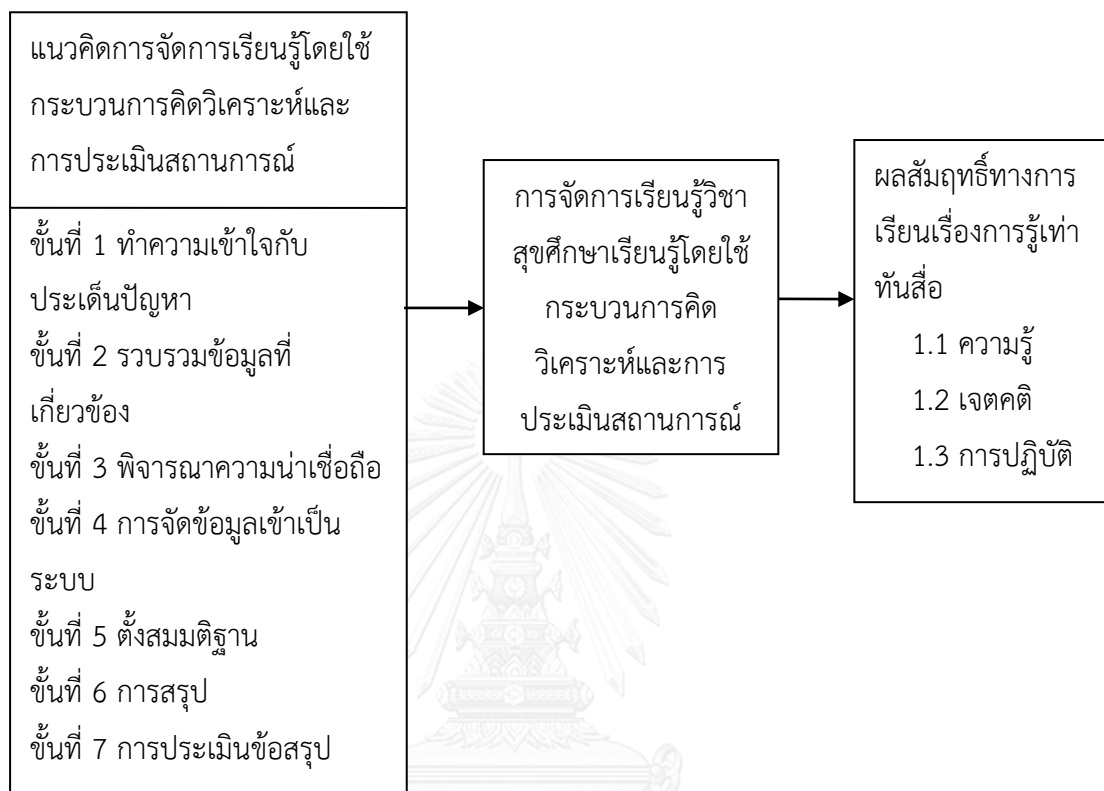 แนวคิดการจัดการเรียนรู้โดยใช้
กระบวนการคิดวิเคราะห์และ
การประเมินสถานการณ์
ขั้นที่ 1 ทำความเข้าใจกับ
ประเด็นปัญหา
ขั้นที่ 2 รวบรวมข้อมูลที่
เกี่ยวข้อง
ขั้นที่ 3 พิจารณาความน่าเชื่อถือ
ขั้นที่ 4 การจัดข้อมูลเข้าเป็น
ระบบ
ขั้นที่ 5 ตั้งสมมติฐาน
ขั้นที่ 6 การสรุป
ขั้นที่ 7 การประเมินข้อสรุป
การจัดการเรียนรู้วิชา
สุขศึกษาเรียนรู้โดยใช้
กระบวนการคิด
วิเคราะห์และการ
ประเมินสถานการณ์
ผลสัมฤทธิ์ทางการ
เรียนเรื่องการรู้เท่า
ทันสื่อ
1.1 ความรู้
1.2 เจตคติ
1.3 การปฏิบัติ